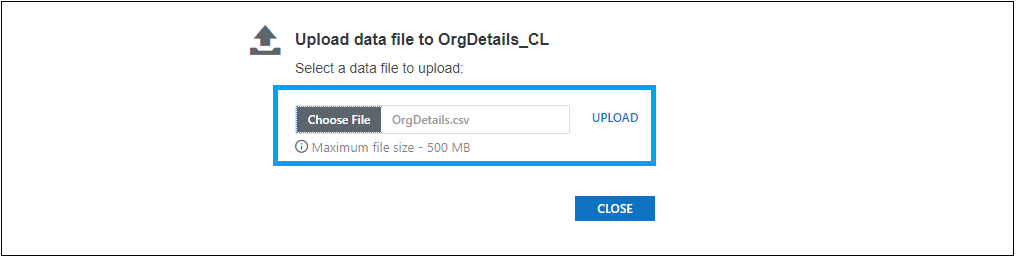 Upload data file to OrgDetails_CL
Select a data file to upload:
Choose File OrgDetails.csv UPLOAD
Maximum file size - 500 MB
CLOSE